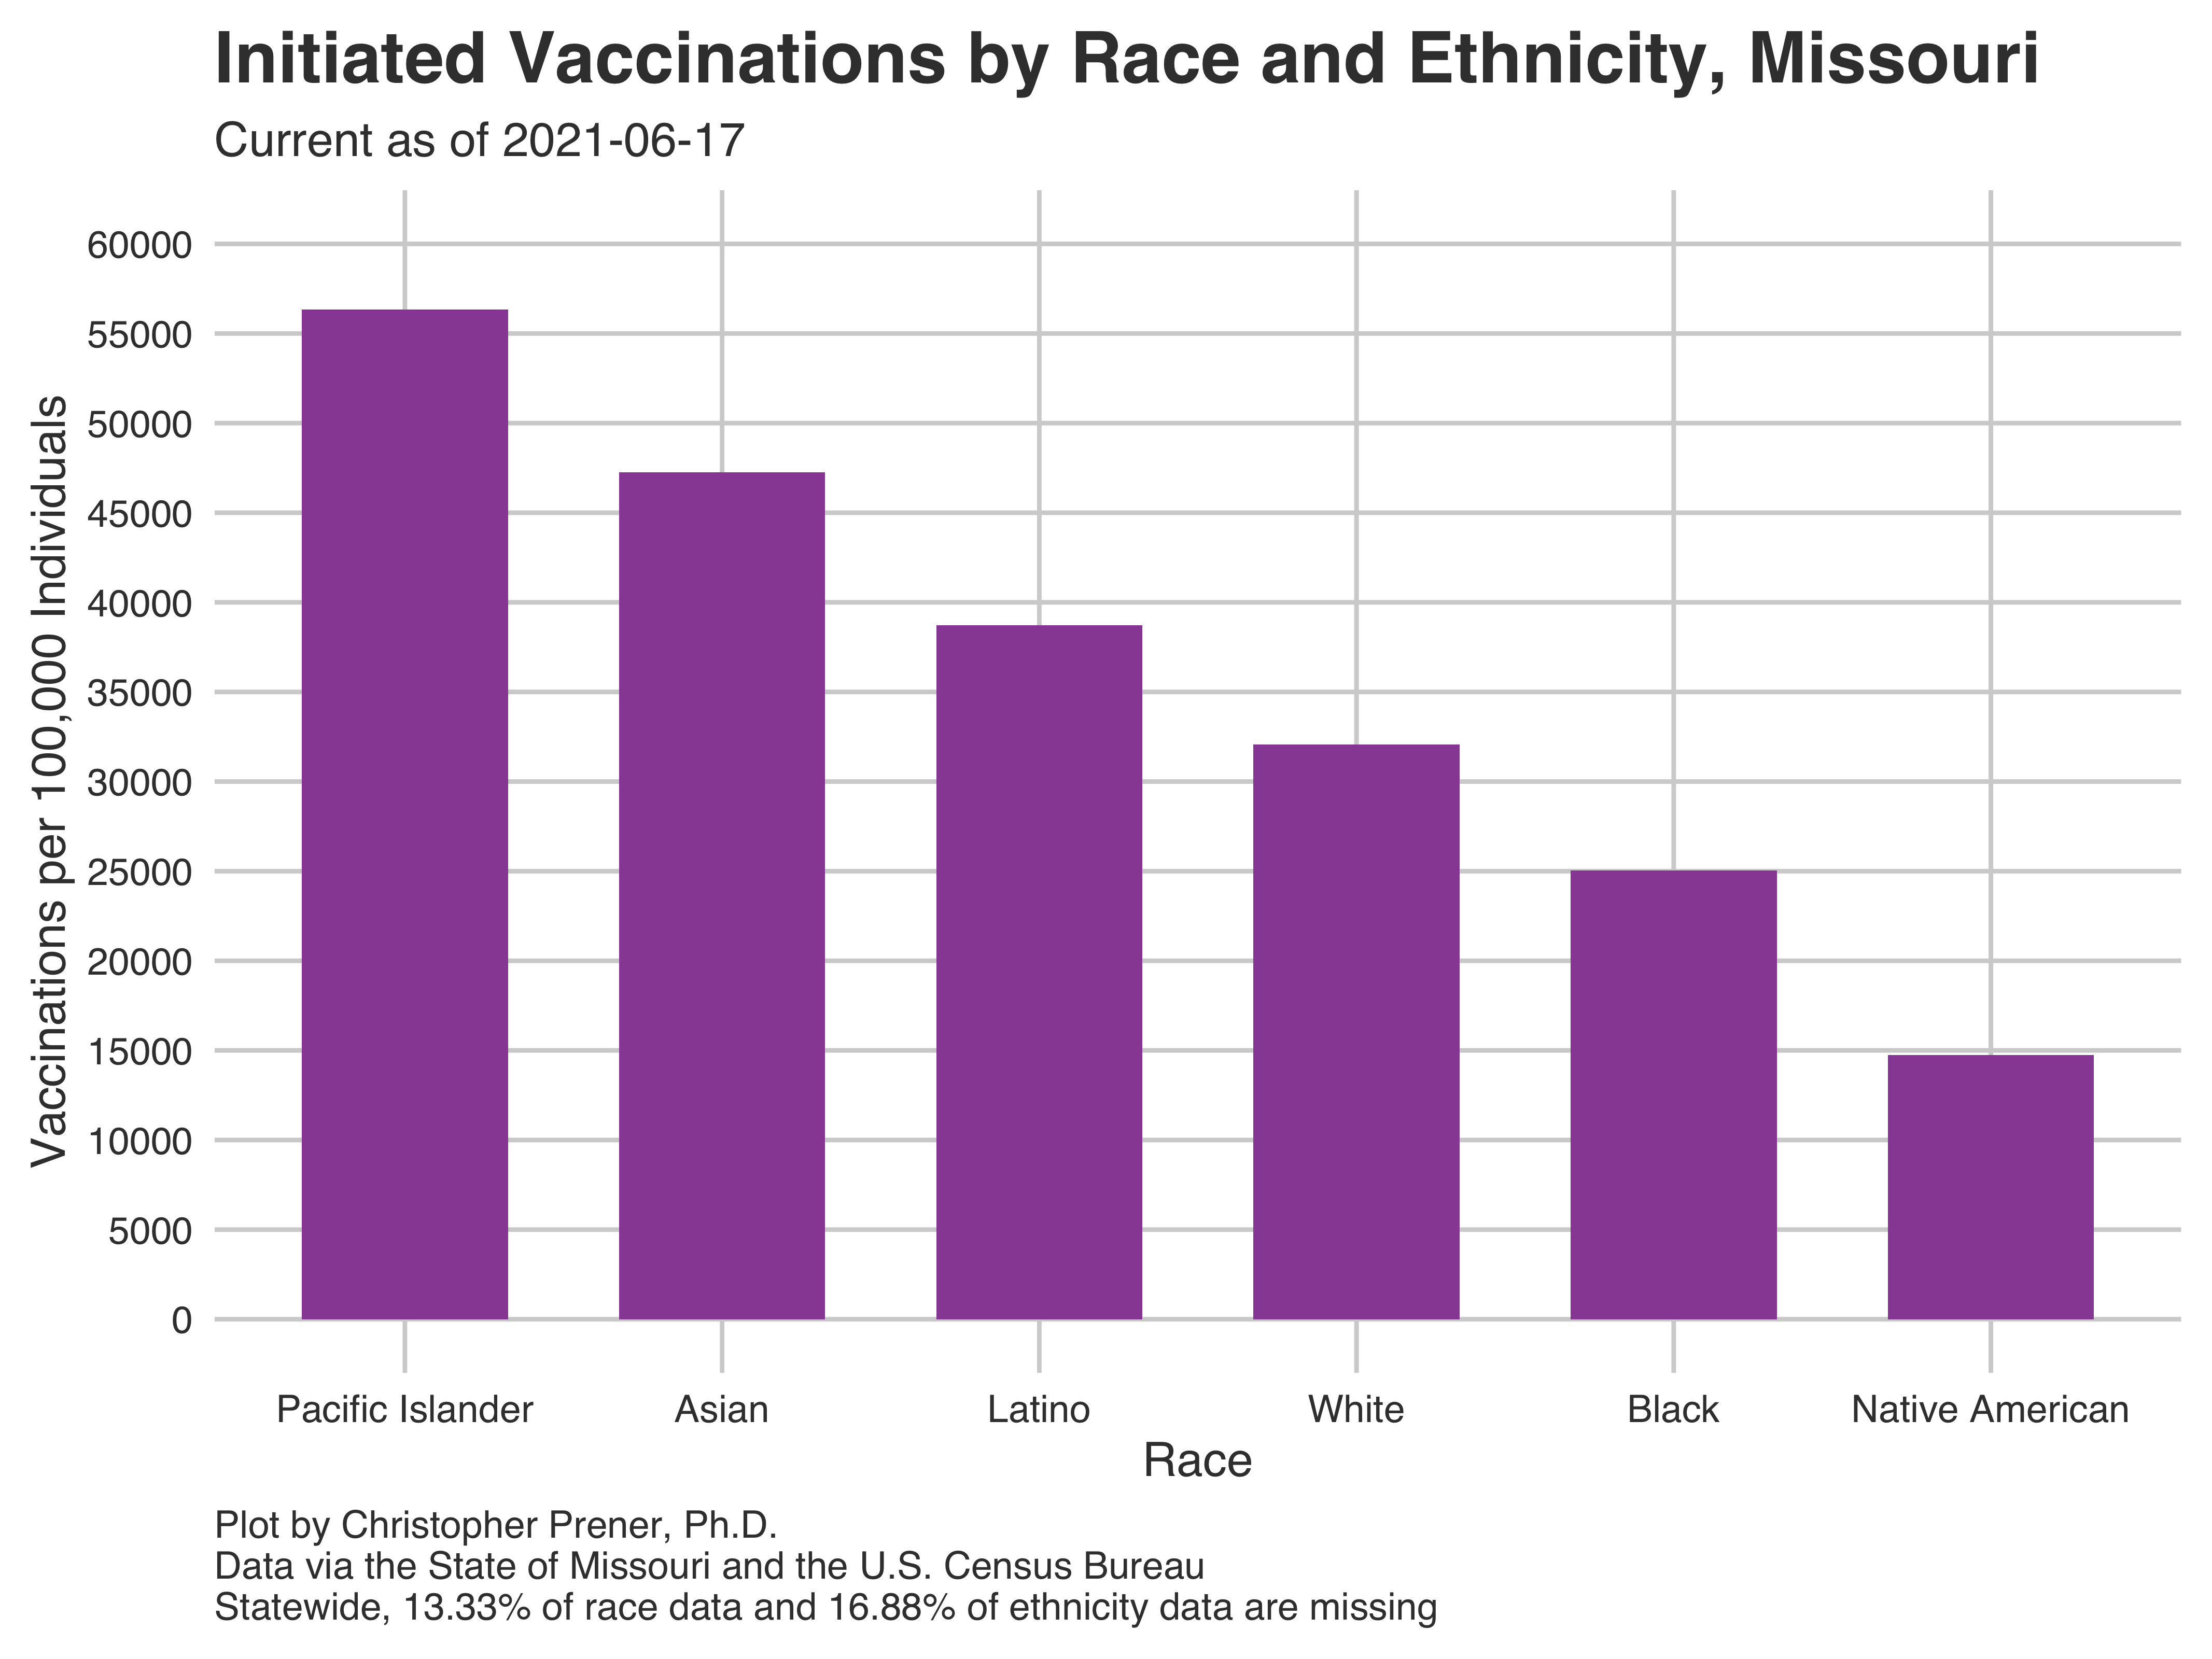 Initiated Vaccinations by Race and Ethnicity, Missouri
Current as of 2021-06-17
Vaccinations per 100,000 Individuals
60000
55000
50000
45000
40000
35000
30000
25000
20000
15000
10000
5000
0
Pacific Islander
Asian
Latino
White
Black
Native American
Race
Plot by Christopher Prener, Ph.D.
Data via the State of Missouri and the U.S. Census Bureau
Statewide, 13.33% of race data and 16.88% of ethnicity data are missing